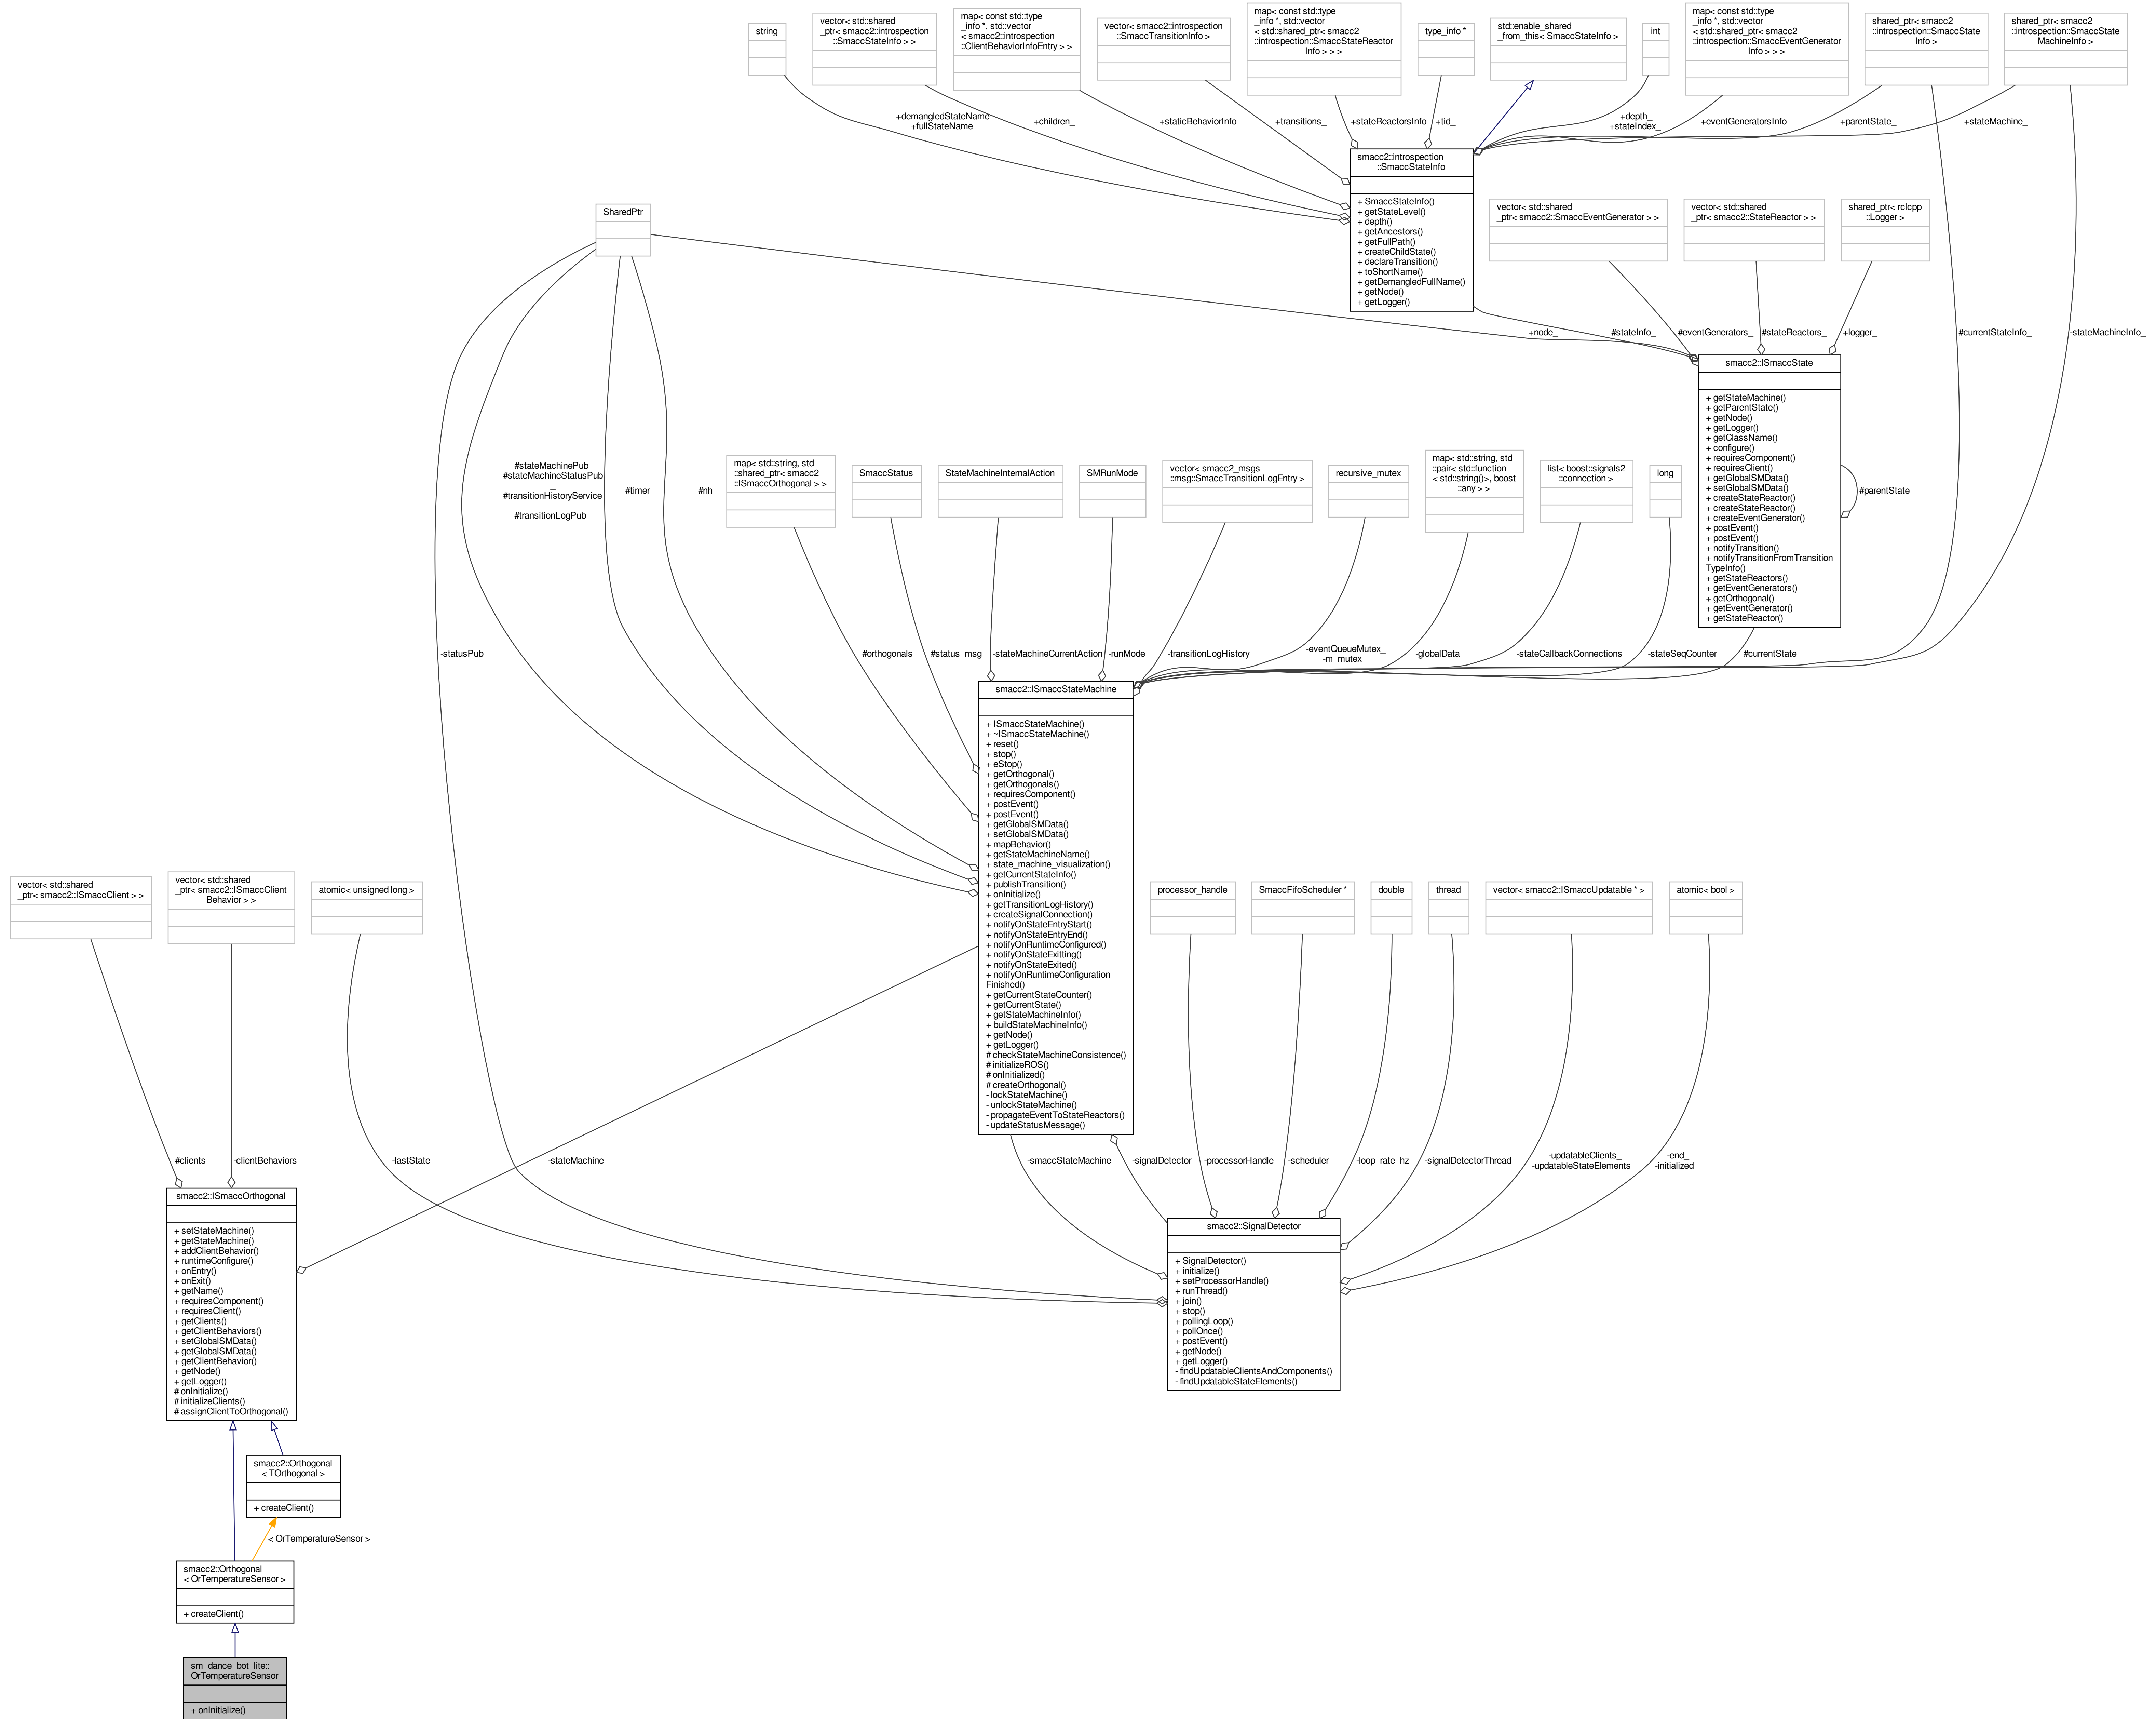 string
vector< std::shared
_ptr< smacc2::introspection
::SmaccStateInfo > >
map< const std::type
_info *, std::vector
< smacc2::introspection
::ClientBehaviorInfoEntry > >
vector< smacc2::introspection
::SmaccTransitionInfo >
map< const std::type
_info *, std::vector
< std::shared_ptr< smacc2
::introspection::SmaccStateReactor
Info > > >
type_info *
std::enable_shared
_from_this< SmaccStateInfo >
int
map< const std::type
_info *, std::vector
< std::shared_ptr< smacc2
::introspection::SmaccEventGenerator
Info > > >
shared_ptr< smacc2
::introspection::SmaccState
Info >
shared_ptr< smacc2
::introspection::SmaccState
MachineInfo >
+demangledStateName
+fullStateName
+children_
+staticBehaviorInfo
+transitions_
+stateReactorsInfo
+tid_
+depth_
+stateIndex_
+eventGeneratorsInfo
+parentState_
+stateMachine_
smacc2::introspection
::SmaccStateInfo
+ SmaccStateInfo()
+ getStateLevel()
+ depth()
+ getAncestors()
+ getFullPath()
+ createChildState()
+ declareTransition()
+ toShortName()
+ getDemangledFullName()
+ getNode()
+ getLogger()
SharedPtr
vector< std::shared
_ptr< smacc2::SmaccEventGenerator > >
vector< std::shared
_ptr< smacc2::StateReactor > >
shared_ptr< rclcpp
::Logger >
+node_
#stateInfo_
#eventGenerators_
#stateReactors_
+logger_
#currentStateInfo_
-stateMachineInfo_
smacc2::ISmaccState
+ getStateMachine()
+ getParentState()
+ getNode()
+ getLogger()
+ getClassName()
+ configure()
+ requiresComponent()
+ requiresClient()
+ getGlobalSMData()
+ setGlobalSMData()
+ createStateReactor()
+ createStateReactor()
+ createEventGenerator()
+ postEvent()
+ postEvent()
+ notifyTransition()
+ notifyTransitionFromTransition
TypeInfo()
+ getStateReactors()
+ getEventGenerators()
+ getOrthogonal()
+ getEventGenerator()
+ getStateReactor()
#parentState_
#stateMachinePub_
#stateMachineStatusPub
_
#transitionHistoryService
_
#transitionLogPub_
#timer_
#nh_
map< std::string, std
::shared_ptr< smacc2
::ISmaccOrthogonal > >
SmaccStatus
StateMachineInternalAction
SMRunMode
vector< smacc2_msgs
::msg::SmaccTransitionLogEntry >
recursive_mutex
map< std::string, std
::pair< std::function
< std::string()>, boost
::any > >
list< boost::signals2
::connection >
long
-statusPub_
#orthogonals_
#status_msg_
-stateMachineCurrentAction
-runMode_
-transitionLogHistory_
-eventQueueMutex_
-m_mutex_
-globalData_
-stateCallbackConnections
-stateSeqCounter_
#currentState_
smacc2::ISmaccStateMachine
+ ISmaccStateMachine()
+ ~ISmaccStateMachine()
+ reset()
+ stop()
+ eStop()
+ getOrthogonal()
+ getOrthogonals()
+ requiresComponent()
+ postEvent()
+ postEvent()
+ getGlobalSMData()
+ setGlobalSMData()
+ mapBehavior()
+ getStateMachineName()
+ state_machine_visualization()
+ getCurrentStateInfo()
+ publishTransition()
+ onInitialize()
+ getTransitionLogHistory()
+ createSignalConnection()
+ notifyOnStateEntryStart()
+ notifyOnStateEntryEnd()
+ notifyOnRuntimeConfigured()
+ notifyOnStateExitting()
+ notifyOnStateExited()
+ notifyOnRuntimeConfiguration
Finished()
+ getCurrentStateCounter()
+ getCurrentState()
+ getStateMachineInfo()
+ buildStateMachineInfo()
+ getNode()
+ getLogger()
# checkStateMachineConsistence()
# initializeROS()
# onInitialized()
# createOrthogonal()
- lockStateMachine()
- unlockStateMachine()
- propagateEventToStateReactors()
- updateStatusMessage()
vector< std::shared
_ptr< smacc2::ISmaccClient > >
vector< std::shared
_ptr< smacc2::ISmaccClient
Behavior > >
atomic< unsigned long >
processor_handle
SmaccFifoScheduler *
double
thread
vector< smacc2::ISmaccUpdatable * >
atomic< bool >
#clients_
-clientBehaviors_
-lastState_
-stateMachine_
-smaccStateMachine_
-signalDetector_
-processorHandle_
-scheduler_
-loop_rate_hz
-signalDetectorThread_
-updatableClients_
-updatableStateElements_
-end_
-initialized_
smacc2::ISmaccOrthogonal
+ setStateMachine()
+ getStateMachine()
+ addClientBehavior()
+ runtimeConfigure()
+ onEntry()
+ onExit()
+ getName()
+ requiresComponent()
+ requiresClient()
+ getClients()
+ getClientBehaviors()
+ setGlobalSMData()
+ getGlobalSMData()
+ getClientBehavior()
+ getNode()
+ getLogger()
# onInitialize()
# initializeClients()
# assignClientToOrthogonal()
smacc2::SignalDetector
+ SignalDetector()
+ initialize()
+ setProcessorHandle()
+ runThread()
+ join()
+ stop()
+ pollingLoop()
+ pollOnce()
+ postEvent()
+ getNode()
+ getLogger()
- findUpdatableClientsAndComponents()
- findUpdatableStateElements()
smacc2::Orthogonal
< TOrthogonal >
+ createClient()
< OrTemperatureSensor >
smacc2::Orthogonal
< OrTemperatureSensor >
+ createClient()
sm_dance_bot_lite::
OrTemperatureSensor
+ onInitialize()